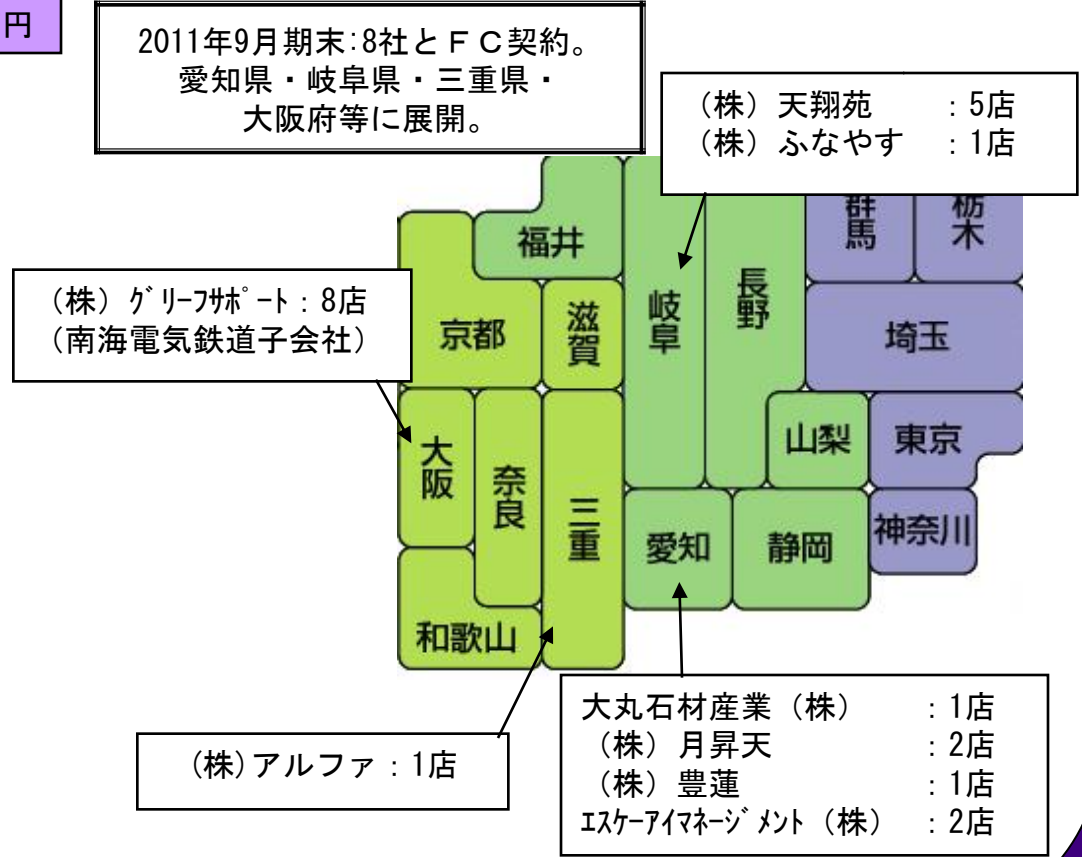 円
2011年9月期末:8社とＦＣ契約。
愛知県・岐阜県・三重県・
大阪府等に展開。
（株）天翔苑　　：5店
（株）ふなやす　：1店
（株）ｸﾞﾘｰﾌｻﾎﾟｰﾄ：8店
（南海電気鉄道子会社）
福井
群馬
栃木
京都
滋賀
岐阜
長野
埼玉
大阪
奈良
三重
山梨
東京
愛知
静岡
神奈川
和歌山
（株）アルファ：1店
大丸石材産業（株）　：1店
（株）月昇天　　　：2店
（株）豊蓮　　　　：1店
ｴｽｹｰｱｲﾏﾈｰｼﾞﾒﾝﾄ（株）：2店